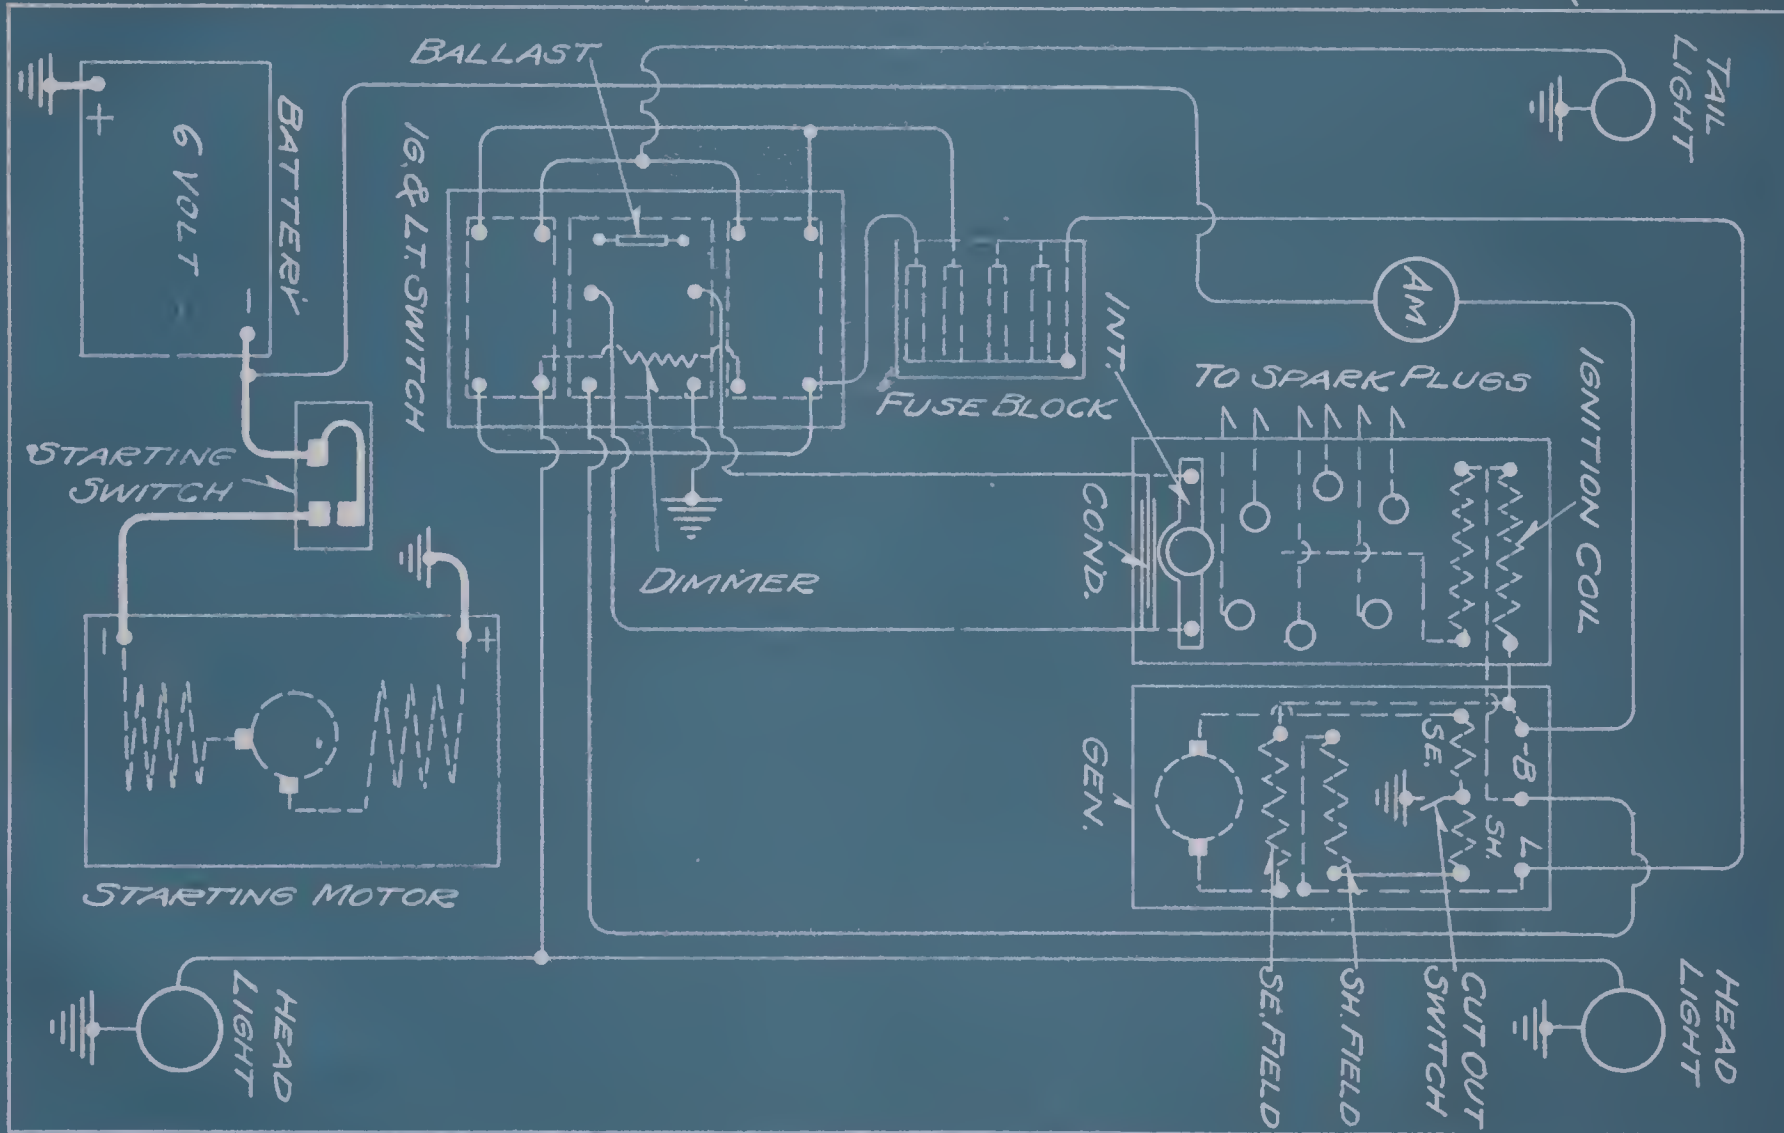 BALLAST
TAIL
LIGHT
BATTERY
+
6 VOLT
-
IG. & LT. SWITCH
AM
INT.
TO SPARK PLUGS
IGNITION COIL
FUSE BLOCK
STARTING
SWITCH
COND.
DIMMER
-
+
GEN.
SE.
-B
SH.
L
STARTING MOTOR
HEAD
LIGHT
SE. FIELD
SH. FIELD
CUT OUT
SWITCH
HEAD
LIGHT